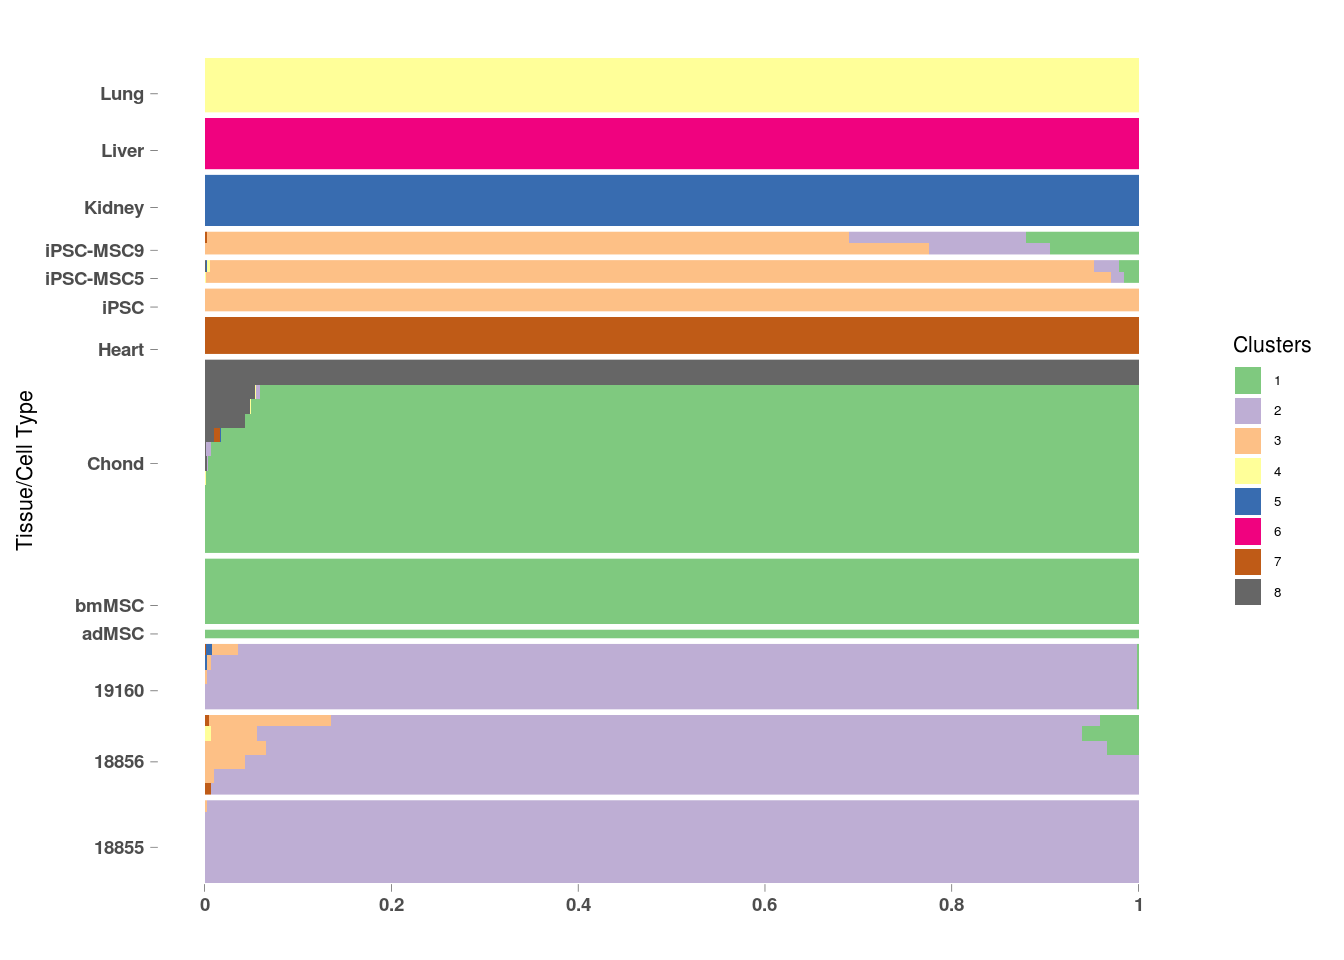 Lung
Liver
Kidney
iPSC-MSC9
iPSC-MSC5
iPSC
Heart
Chond
bmMSC
adMSC
19160
18856
18855
Tissue/Cell Type
0 0.2 0.4 0.6 0.8 1
Clusters
1
2
3
4
5
6
7
8